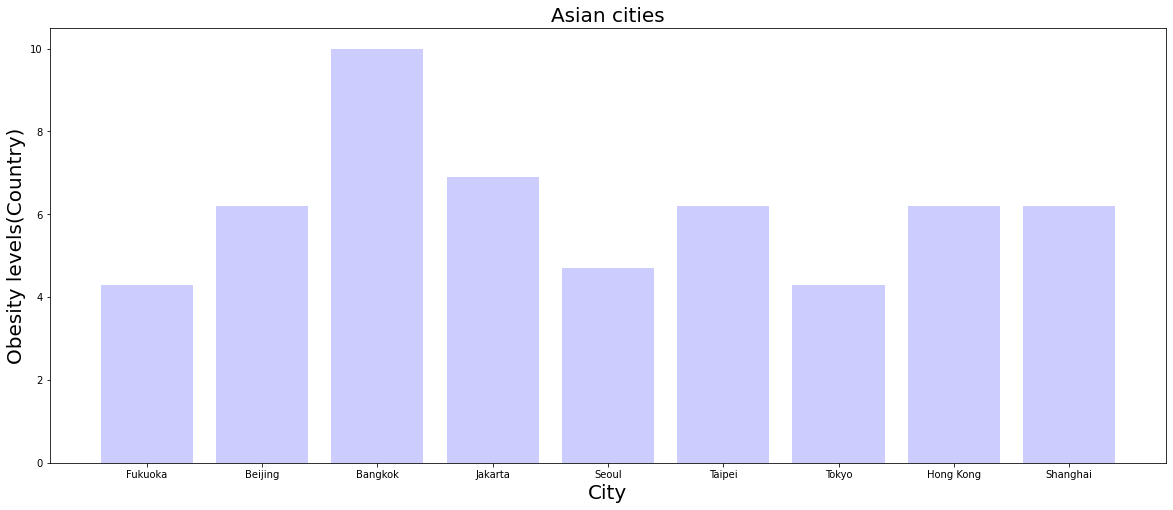 Asian cities
Obesity levels(Country)
10
8
6
4
2
0
Fukuoka Beijing Bangkok Jakarta Seoul Taipei Tokyo Hong Kong Shanghai
City